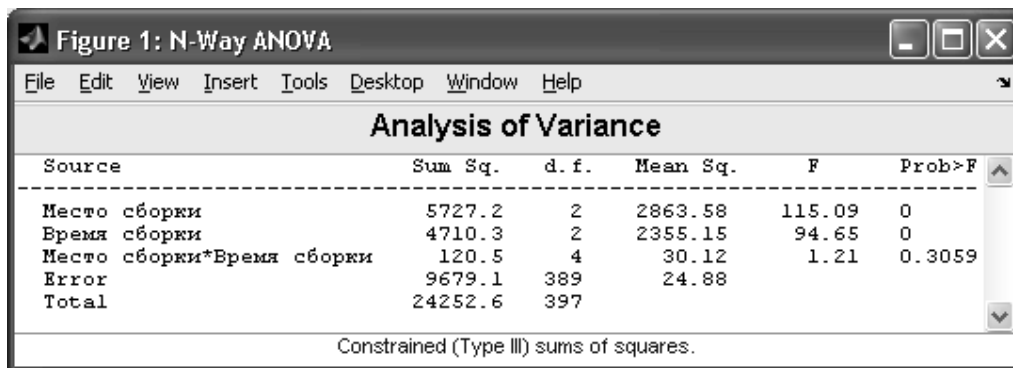 Figure 1: N-Way ANOVA
File Edit View Insert Tools Desktop Window Help
Analysis of Variance
Source Sum Sq. d.f. Mean Sq. F Prob>F
Место сборки 5727.2 2 2863.58 115.09 0
Время сборки 4710.3 2 2355.15 94.65 0
Место сборки*Время сборки 120.5 4 30.12 1.21 0.3059
Error 9679.1 389 24.88
Total 24252.6 397
Constrained (Type III) sums of squares.